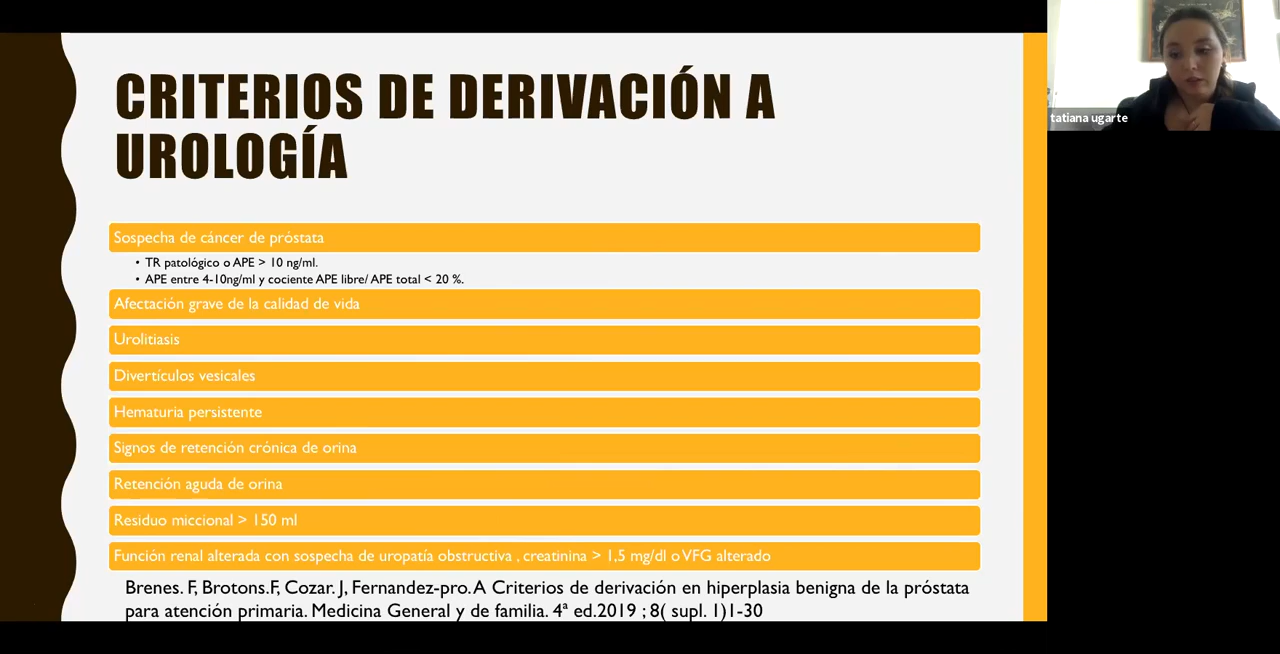 CRITERIOS DE DERIVACIÓN A
UROLOGÍA
tatiana ugarte
Sospecha de cáncer de próstata
• TR patológico o APE > 10 ng/ml.
• APE entre 4-10ng/ml y cociente APE libre/ APE total < 20 %.
Afectación grave de la calidad de vida
Urolitiasis
Divertículos vesicales
Hematuria persistente
Signos de retención crónica de orina
Retención aguda de orina
Residuo miccional > 150 ml
Función renal alterada con sospecha de uropatía obstructiva , creatinina > 1,5 mg/dl o VFG alterado
Brenes. F, Brotons.F, Cozar. J, Fernandez-pro. A Criterios de derivación en hiperplasia benigna de la próstata
para atención primaria. Medicina General y de familia. 4ª ed.2019 ; 8( supl. 1)1-30